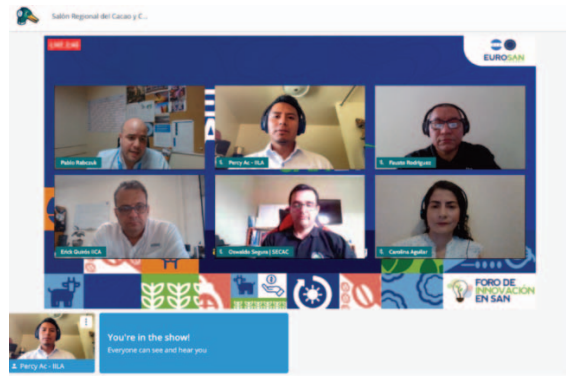 Salón Regional del Cacao y C...
LIVE 2:46
EUROSAN
Pablo Rabczuk
Percy Ac - IILA
Fausto Rodríguez
Erick Quirós IICA
Oswaldo Segura | SECAC
Carolina Aguilar
FORO DE
INNOVACIÓN
EN SAN
You're in the show!
Everyone can see and hear you
Percy Ac - IILA